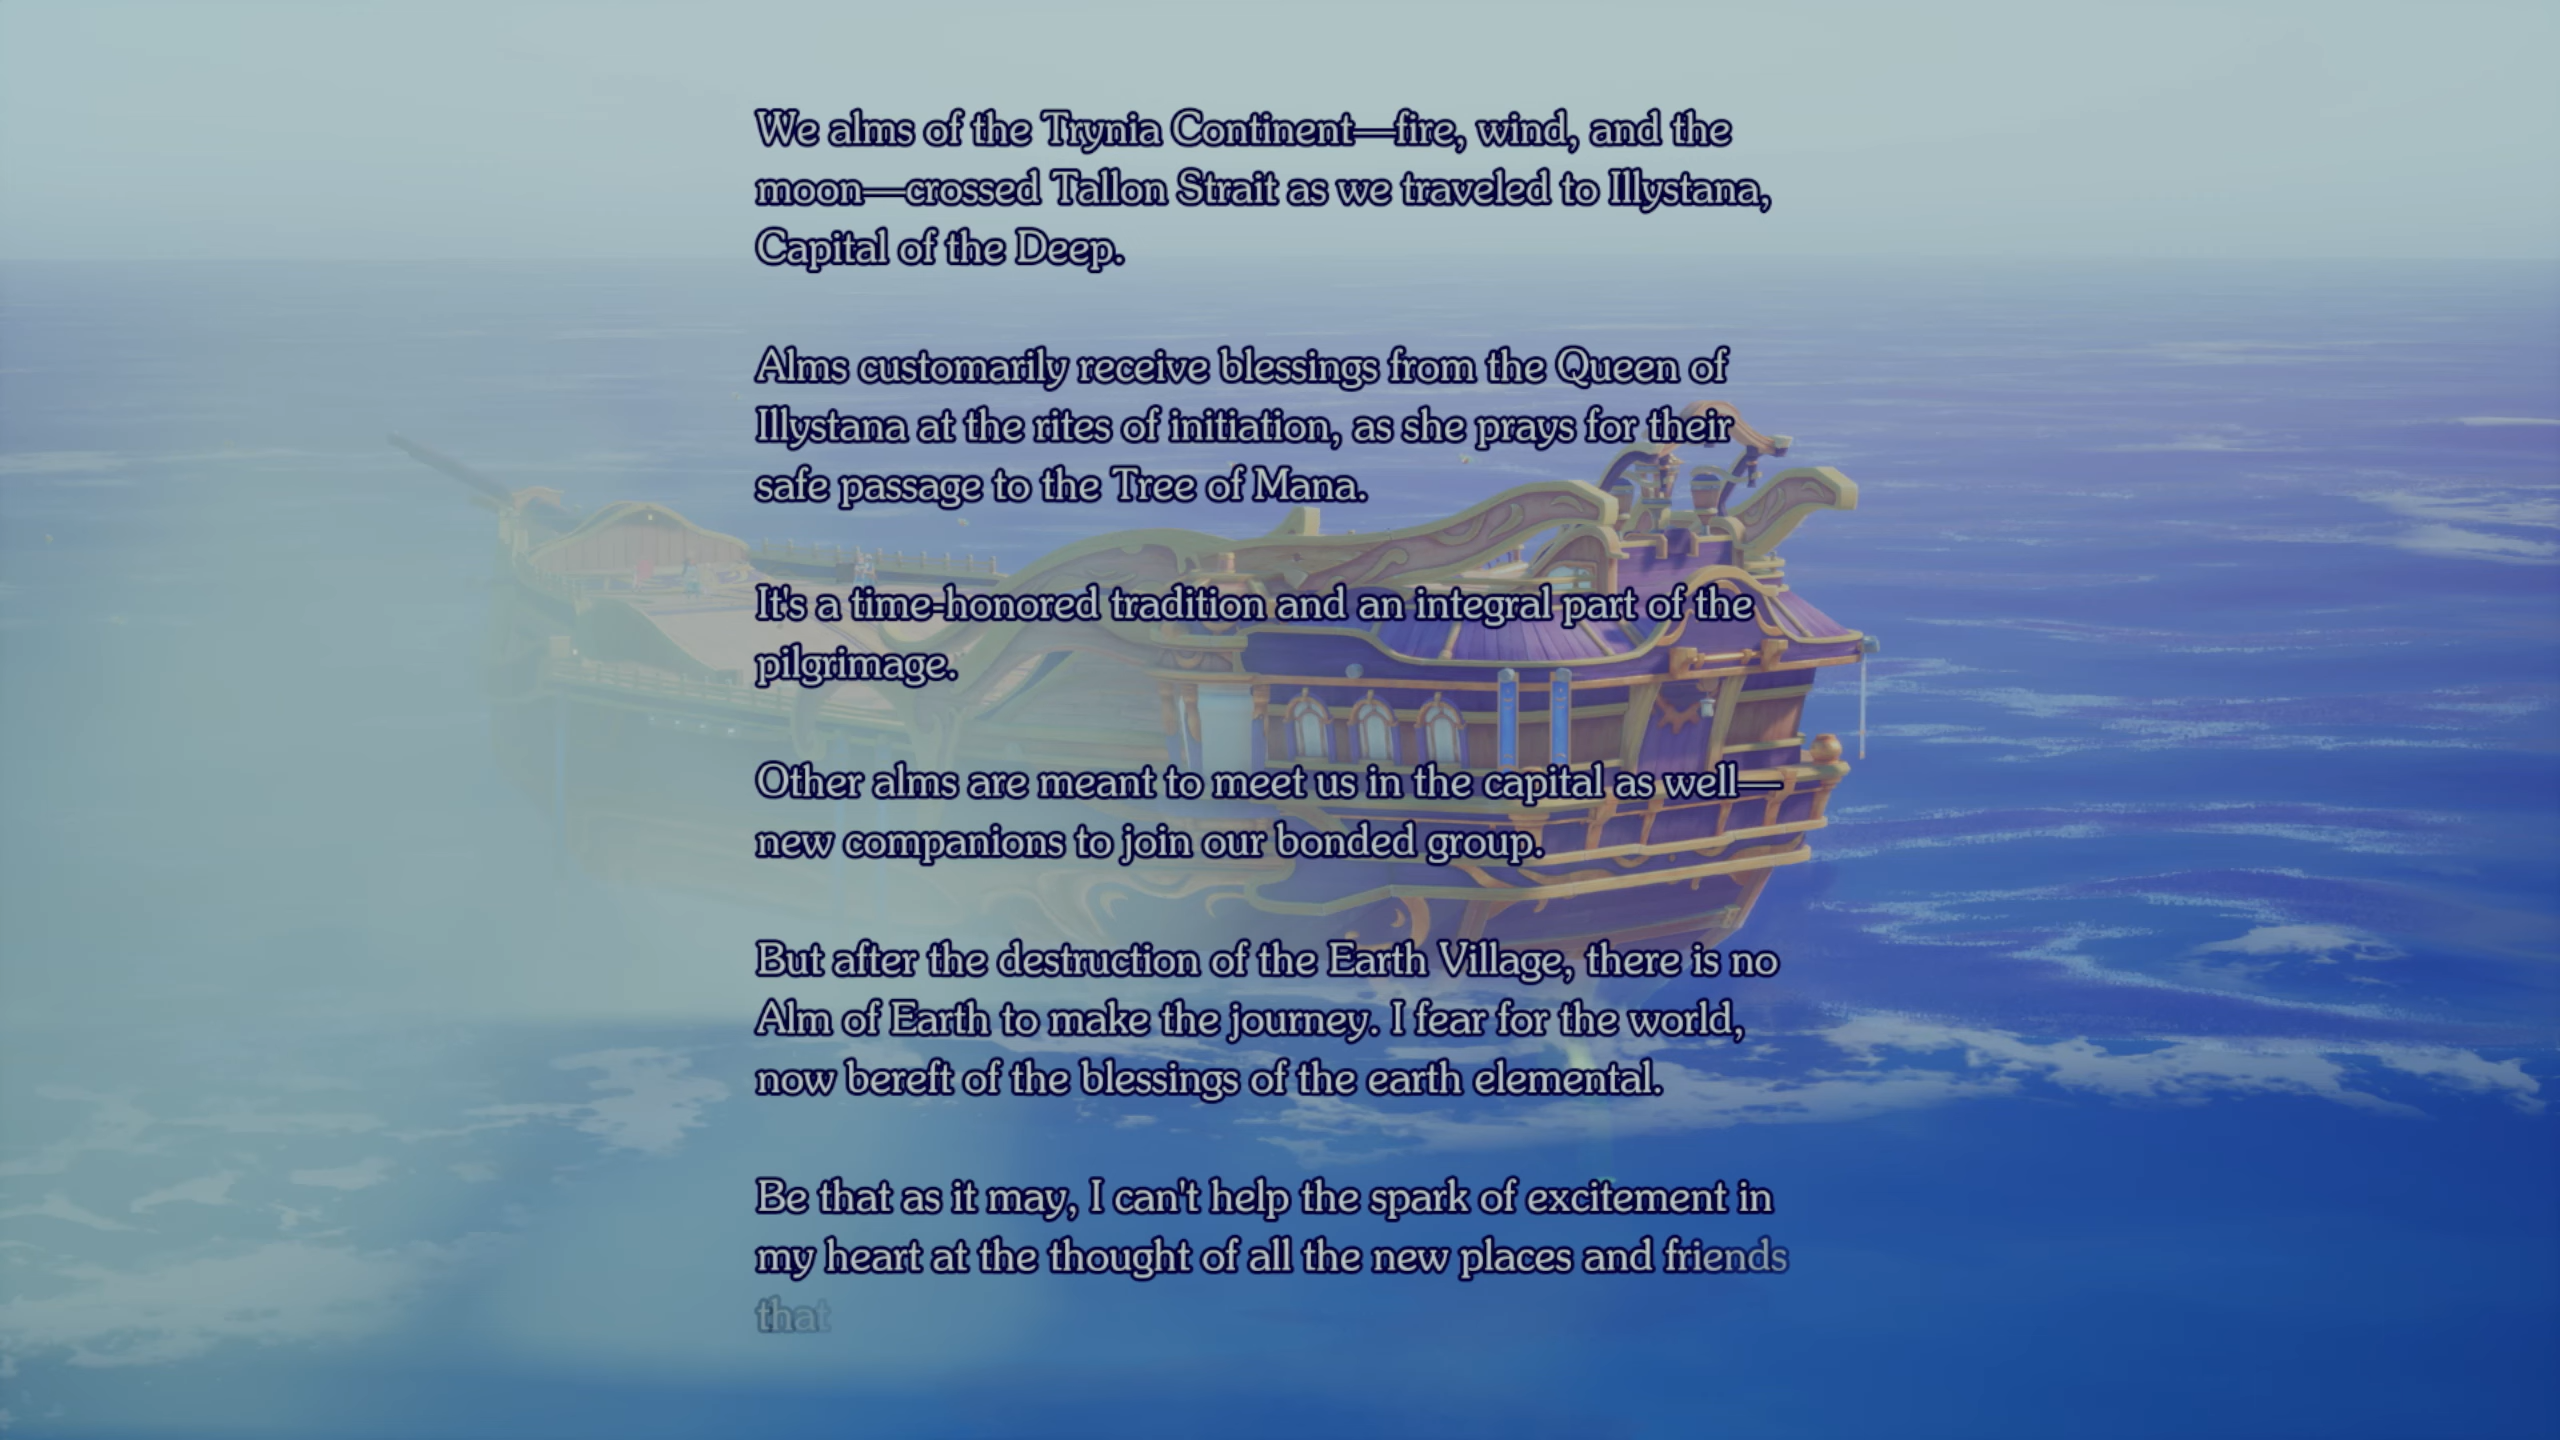 We alms of the Trynia Continent—fire, wind, and the
moon—crossed Tallon Strait as we traveled to Illystana,
Capital of the Deep.
Alms customarily receive blessings from the Queen of
Illystana at the rites of initiation, as she prays for their
safe passage to the Tree of Mana.
It's a time-honored tradition and an integral part of the
pilgrimage.
Other alms are meant to meet us in the capital as well—
new companions to join our bonded group.
But after the destruction of the Earth Village, there is no
Alm of Earth to make the journey. I fear for the world,
now bereft of the blessings of the earth elemental.
Be that as it may, I can't help the spark of excitement in
my heart at the thought of all the new places and friends
that